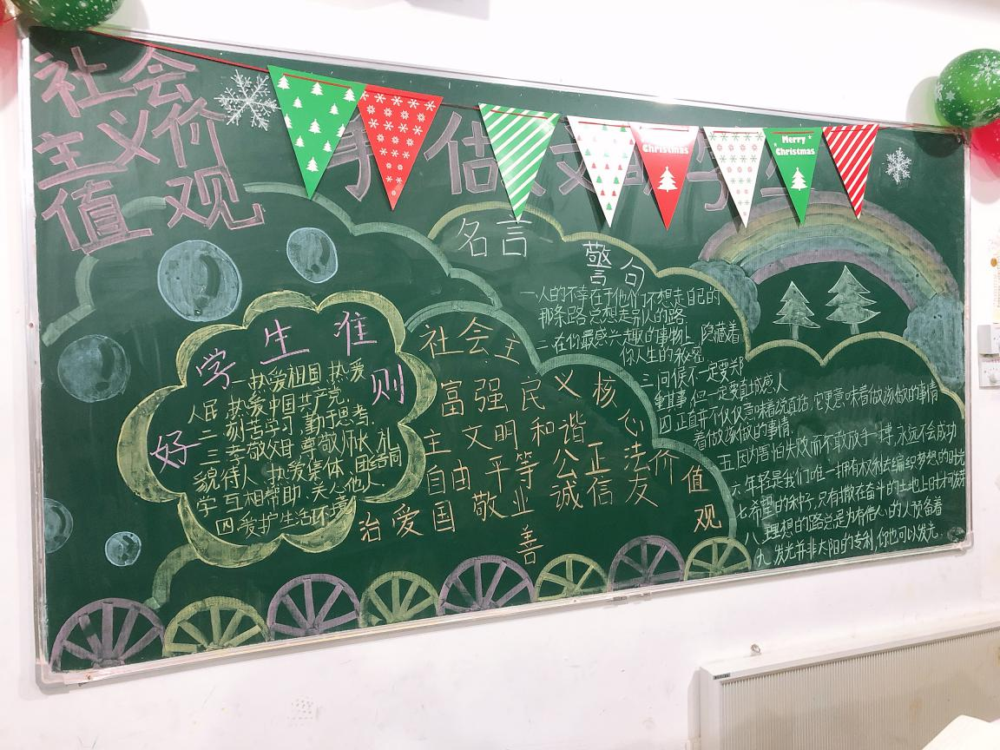 社会
主义价
值观
手做文明学生
Christmas
Merry
Christmas
名言
警句
一、人的不幸在于他们不想走自己的
那条路,总想走别人的路.
二、在你最感兴趣的事物上,隐藏着
你人生的秘密.
三、问候不一定要郑
重其事,但一定要真诚感人
四、正直并不仅仅意味着说真话,它更意味着做该做的事情
着做该做的事情.
五、因为害怕失败而不敢放手一搏,永远不会成功
六、年轻是我们唯一拥有权利去编织梦想的时光
七、希望的种子,只有撒在奋斗的土地上时才可发芽
八、理想的路总是为有信心的人预备着
九、发光并非太阳的专利,你也可以发光.
好学生准则
一、热爱祖国,热爱
人民,热爱中国共产党.
二、刻苦学习,勤于思考.
三、孝敬父母,尊敬师长,礼
貌待人,热爱集体,团结同
学,互相帮助,关心他人.
四、爱护生活环境
社会主义核心价值观
富强 民主 文明 和谐
自由 平等 公正 法治
爱国 敬业 诚信 友善